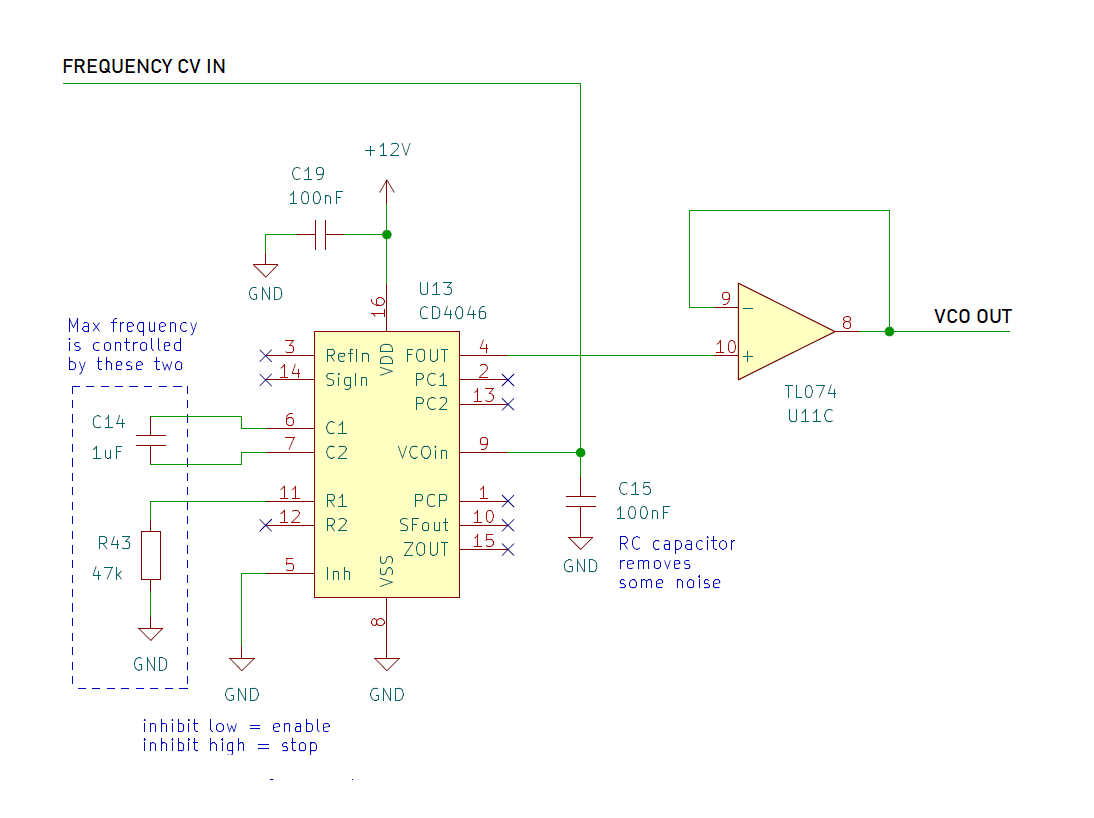 FREQUENCY CV IN
+12V
C19
100nF
GND
U13
CD4046
16
VDD
Max frequency
is controlled
by these two
C14
1uF
R43
47k
GND
3 RefIn
14 SigIn
6 C1
7 C2
11 R1
12 R2
5 Inh
FOUT 4
PC1 2
PC2 13
VCOin 9
PCP 1
SFout 10
ZOUT 15
VSS
8
GND
GND
inhibit low = enable
inhibit high = stop
C15
100nF
GND
RC capacitor
removes
some noise
9 −
10 +
8
TL074
U11C
VCO OUT